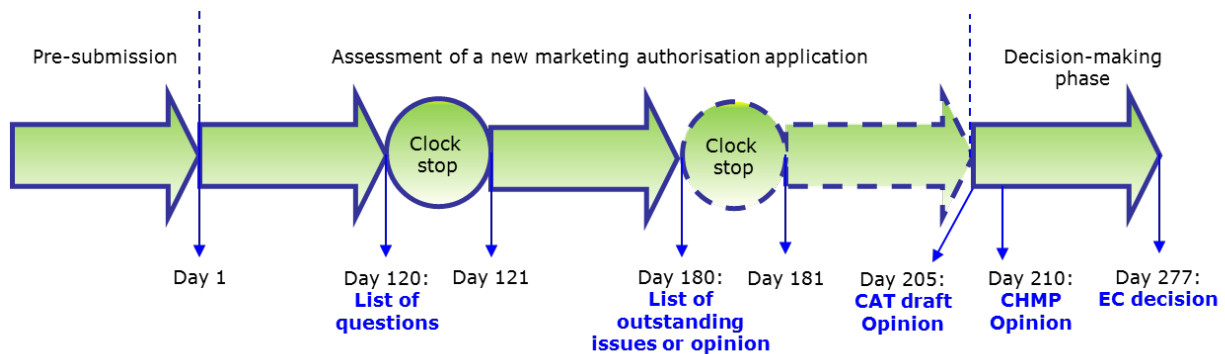 Pre-submission
Assessment of a new marketing authorisation application
Decision-making
phase
Clock
stop
Clock
stop
Day 1
Day 120:
List of
questions
Day 121
Day 180:
List of
outstanding
issues or opinion
Day 181
Day 205:
CAT draft
Opinion
Day 210:
CHMP
Opinion
Day 277:
EC decision